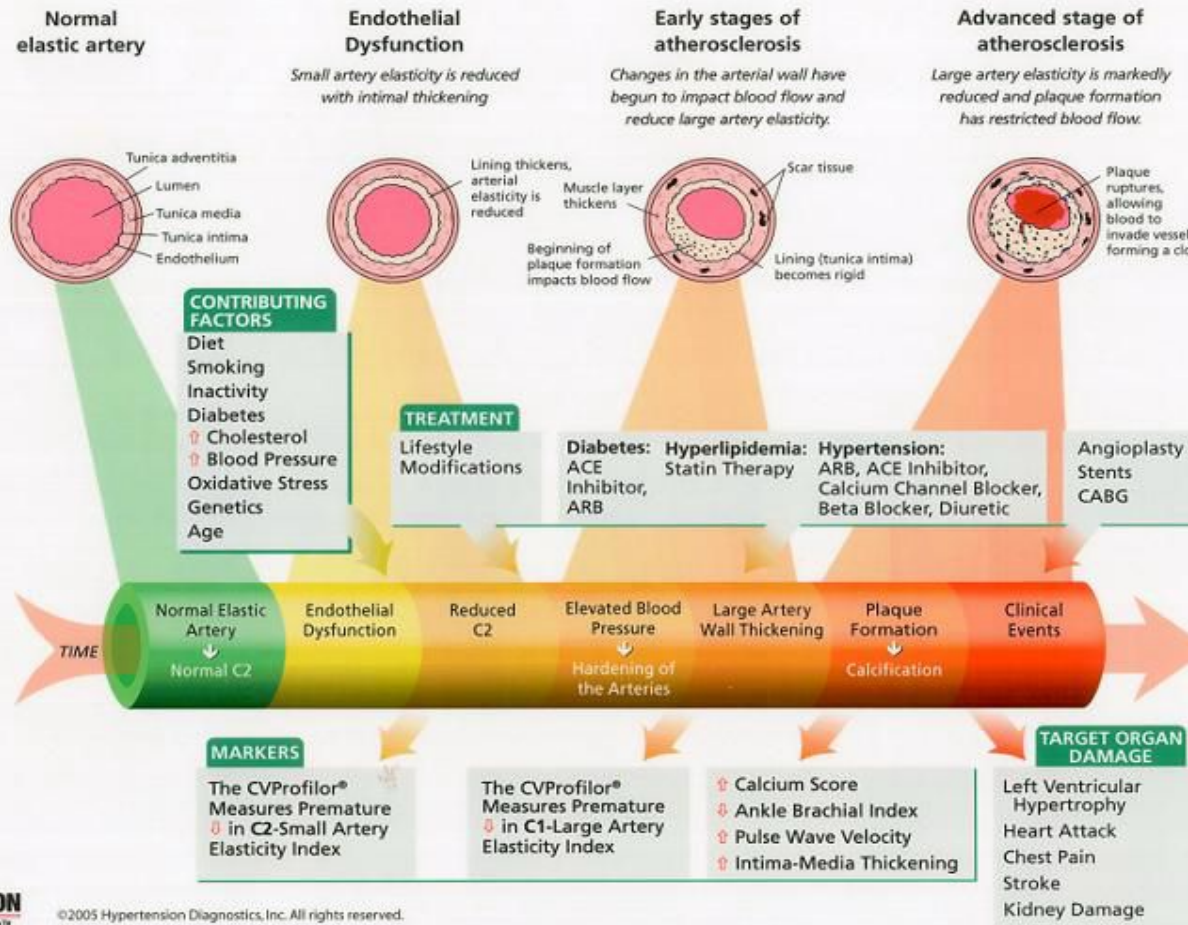 Normal
elastic artery
Endothelial
Dysfunction
Small artery elasticity is reduced
with intimal thickening
Early stages of
atherosclerosis
Changes in the arterial wall have
begun to impact blood flow and
reduce large artery elasticity.
Advanced stage of
atherosclerosis
Large artery elasticity is markedly
reduced and plaque formation
has restricted blood flow.
Tunica adventitia
Lumen
Tunica media
Tunica intima
Endothelium
Lining thickens,
arterial
elasticity is
reduced
Muscle layer
thickens
Beginning of
plaque formation
impacts blood flow
Scar tissue
Lining (tunica intima)
becomes rigid
Plaque
ruptures,
allowing
blood to
invade vessel
forming a clo
CONTRIBUTING
FACTORS
Diet
Smoking
Inactivity
Diabetes
⇧ Cholesterol
⇧ Blood Pressure
Oxidative Stress
Genetics
Age
TREATMENT
Lifestyle
Modifications
Diabetes:
ACE
Inhibitor,
ARB
Hyperlipidemia:
Statin Therapy
Hypertension:
ARB, ACE Inhibitor,
Calcium Channel Blocker,
Beta Blocker, Diuretic
Angioplasty
Stents
CABG
TIME
Normal Elastic
Artery
Normal C2
Endothelial
Dysfunction
Reduced
C2
Elevated Blood
Pressure
Hardening of
the Arteries
Large Artery
Wall Thickening
Plaque
Formation
Calcification
Clinical
Events
MARKERS
The CVProfilor®
Measures Premature
⇩ in C2-Small Artery
Elasticity Index
The CVProfilor®
Measures Premature
⇩ in C1-Large Artery
Elasticity Index
⇧ Calcium Score
⇩ Ankle Brachial Index
⇧ Pulse Wave Velocity
⇧ Intima-Media Thickening
TARGET ORGAN
DAMAGE
Left Ventricular
Hypertrophy
Heart Attack
Chest Pain
Stroke
Kidney Damage
ON
©2005 Hypertension Diagnostics, Inc. All rights reserved.